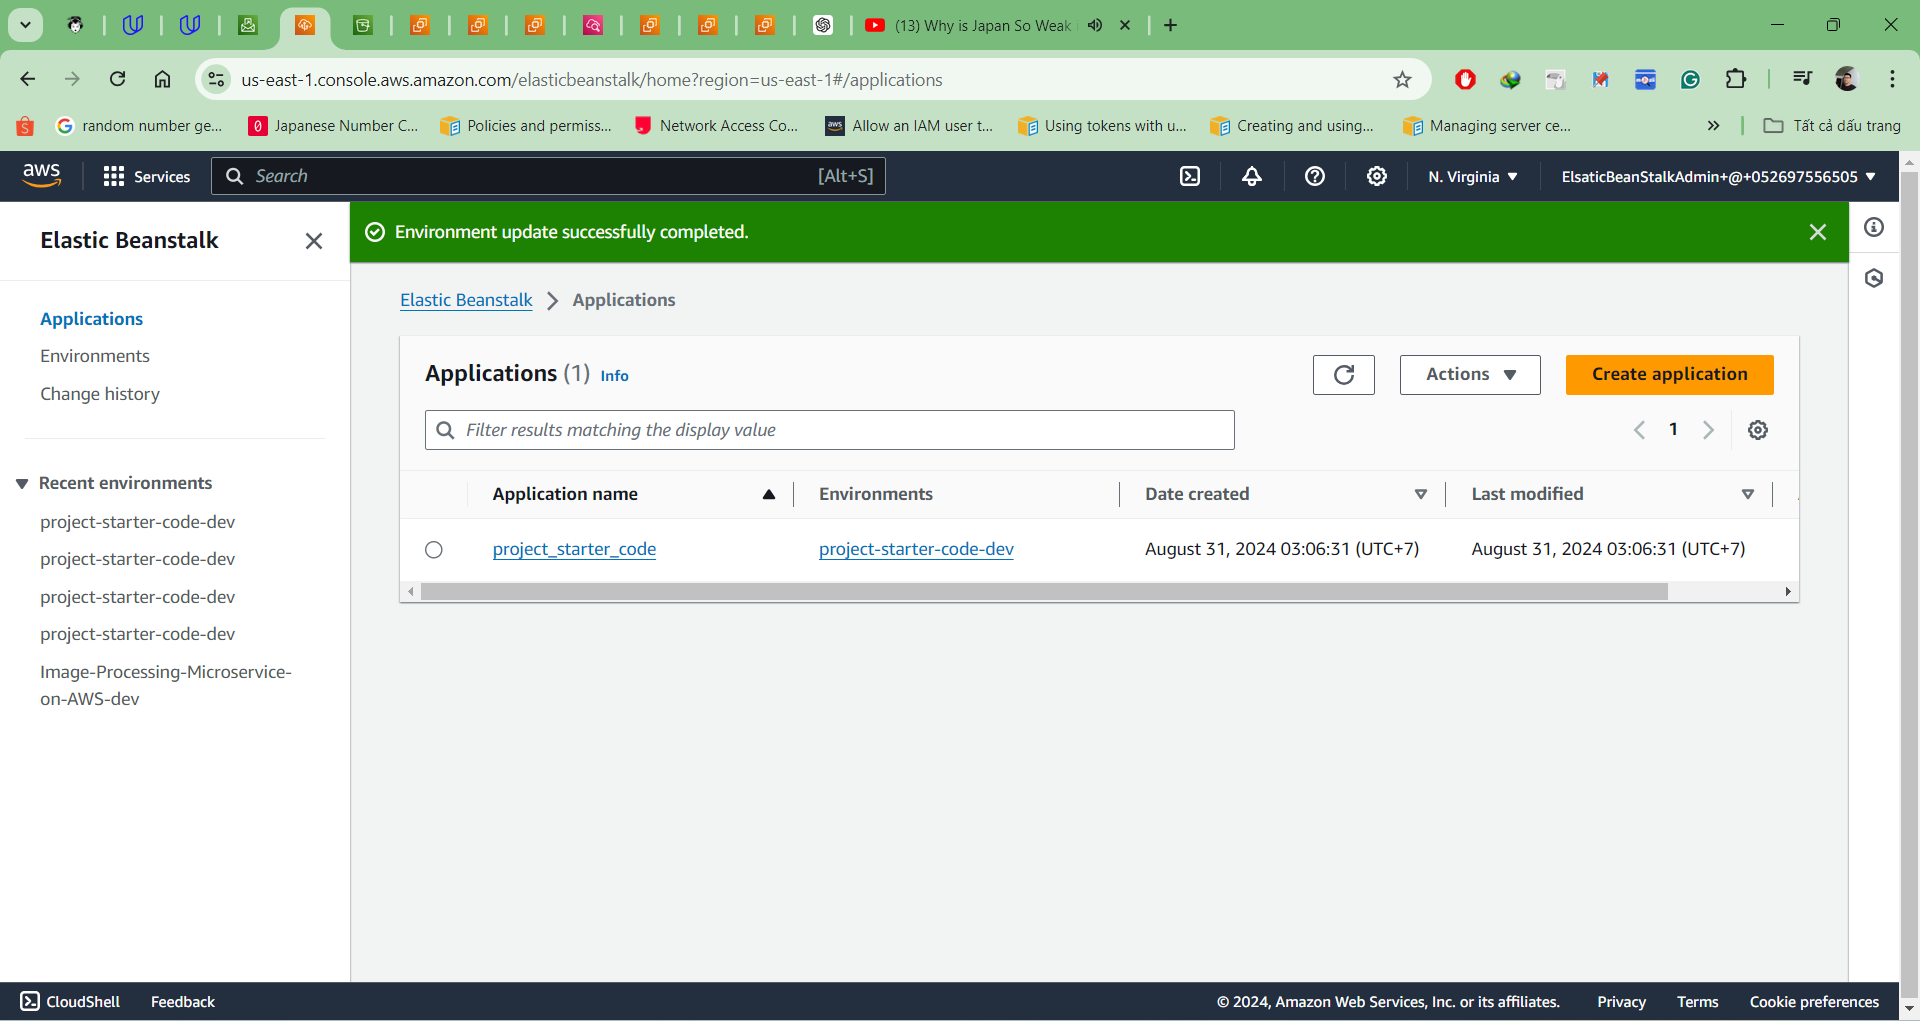 (13) Why is Japan So Weak
us-east-1.console.aws.amazon.com/elasticbeanstalk/home?region=us-east-1#/applications
random number ge...
Japanese Number C...
Policies and permiss...
Network Access Co...
Allow an IAM user t...
Using tokens with u...
Creating and using...
Managing server ce...
Tất cả dấu trang
aws
Services
Search
[Alt+S]
N. Virginia
ElsaticBeanStalkAdmin+@+052697556505
Elastic Beanstalk
Applications
Environments
Change history
Recent environments
project-starter-code-dev
project-starter-code-dev
project-starter-code-dev
project-starter-code-dev
Image-Processing-Microservice-
on-AWS-dev
Environment update successfully completed.
Elastic Beanstalk
Applications
Applications (1) Info
Actions
Create application
Filter results matching the display value
1
Application name
Environments
Date created
Last modified
project_starter_code
project-starter-code-dev
August 31, 2024 03:06:31 (UTC+7)
August 31, 2024 03:06:31 (UTC+7)
CloudShell
Feedback
© 2024, Amazon Web Services, Inc. or its affiliates.
Privacy
Terms
Cookie preferences